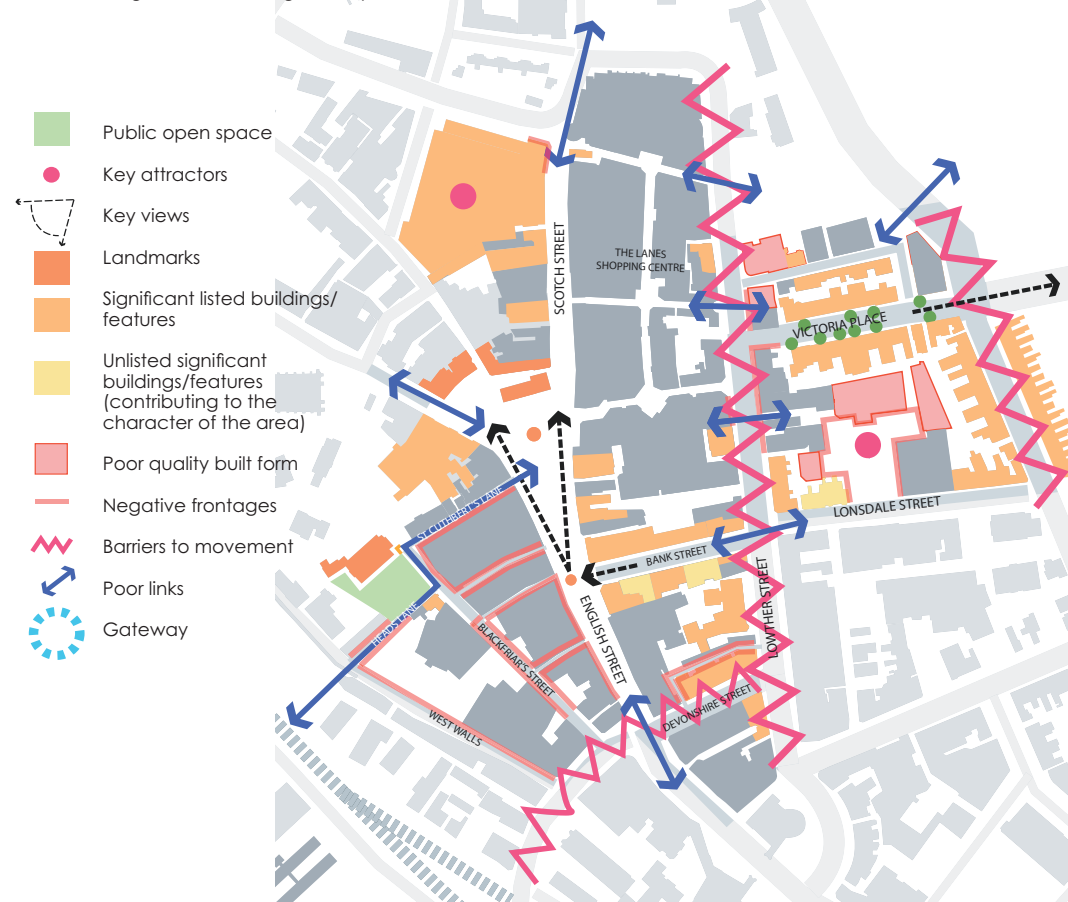 Public open space
Key attractors
Key views
Landmarks
Significant listed buildings/
features
Unlisted significant
buildings/features
(contributing to the
character of the area)
Poor quality built form
Negative frontages
Barriers to movement
Poor links
Gateway
SCOTCH STREET
THE LANES
SHOPPING CENTRE
VICTORIA PLACE
ST CUTHBERT'S LANE
LONSDALE STREET
BANK STREET
LOWTHER STREET
ENGLISH STREET
HEADS LANE
BLACKFRIAR'S STREET
DEVONSHIRE STREET
WEST WALLS